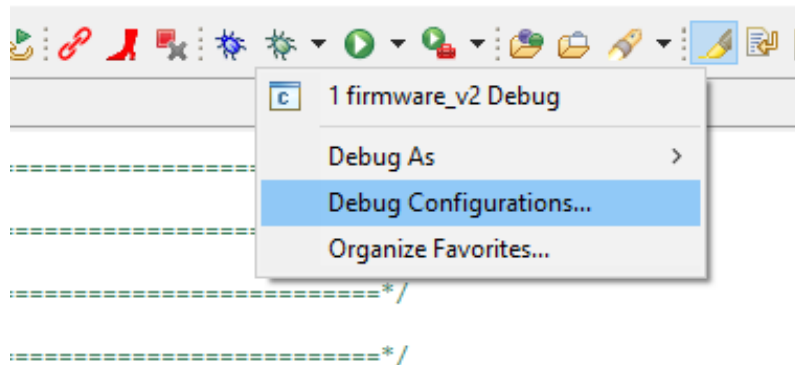 1 firmware_v2 Debug
=========================
Debug As
=========================
Debug Configurations...
Organize Favorites...
=========================*/
=========================*/